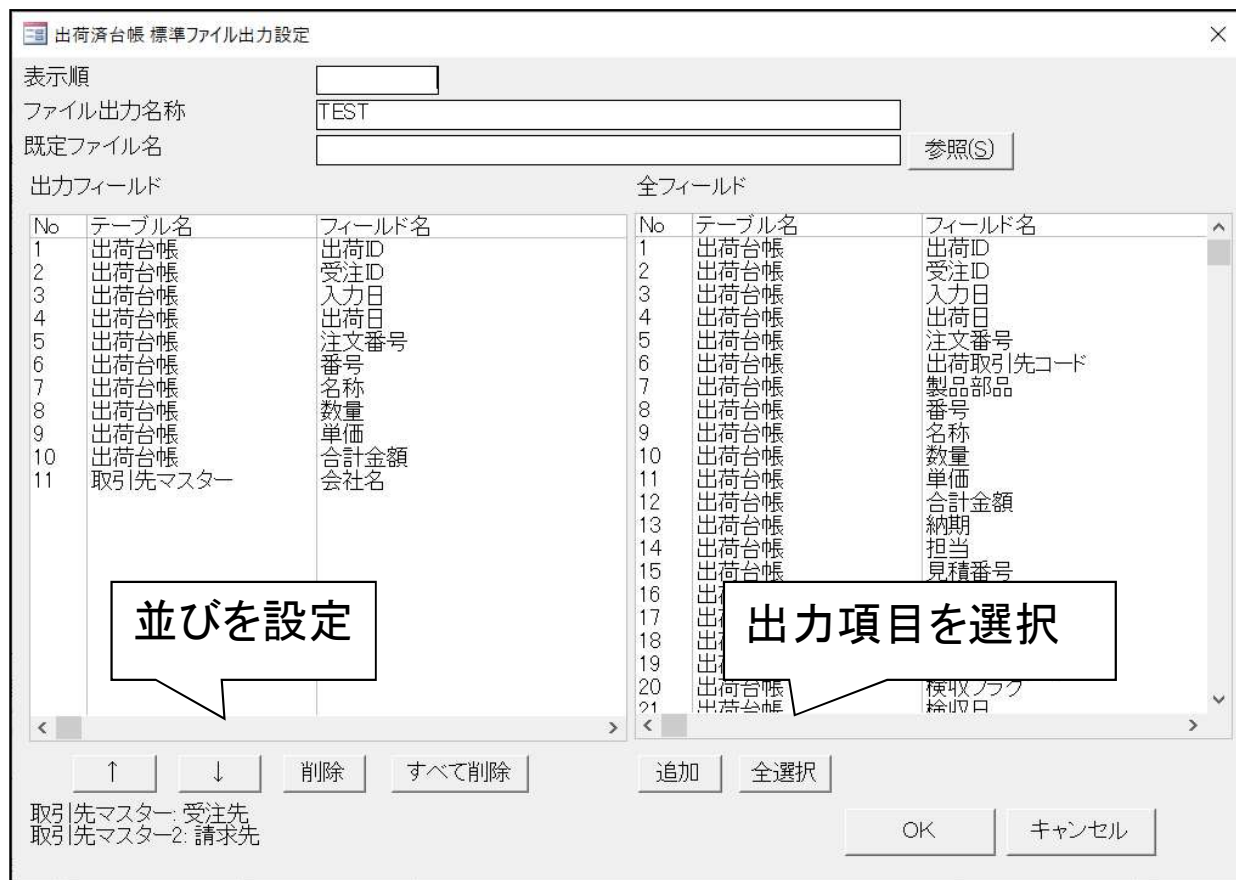 出荷済台帳 標準ファイル出力設定
表示順
ファイル出力名称 TEST
既定ファイル名 参照(S)
出力フィールド
No テーブル名 フィールド名
1 出荷台帳 出荷ID
2 出荷台帳 受注ID
3 出荷台帳 入力日
4 出荷台帳 出荷日
5 出荷台帳 注文番号
6 出荷台帳 番号
7 出荷台帳 名称
8 出荷台帳 数量
9 出荷台帳 単価
10 出荷台帳 合計金額
11 取引先マスター 会社名
並びを設定
↑ ↓ 削除 すべて削除
取引先マスター: 受注先
取引先マスター2: 請求先
全フィールド
No テーブル名 フィールド名
1 出荷台帳 出荷ID
2 出荷台帳 受注ID
3 出荷台帳 入力日
4 出荷台帳 出荷日
5 出荷台帳 注文番号
6 出荷台帳 出荷取引先コード
7 出荷台帳 製品部品
8 出荷台帳 番号
9 出荷台帳 名称
10 出荷台帳 数量
11 出荷台帳 単価
12 出荷台帳 合計金額
13 出荷台帳 納期
14 出荷台帳 担当
15 出荷台帳 見積番号
16
17
18
19
20 出荷台帳 検収フラグ
21 出荷台帳 検収日
出力項目を選択
追加 全選択
OK キャンセル